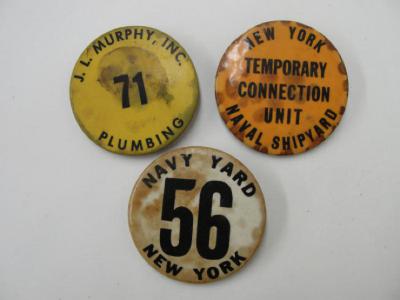 J. L. MURPHY, INC.
71
PLUMBING
NEW YORK
TEMPORARY
CONNECTION
UNIT
NAVAL SHIPYARD
NAVY YARD
56
NEW YORK